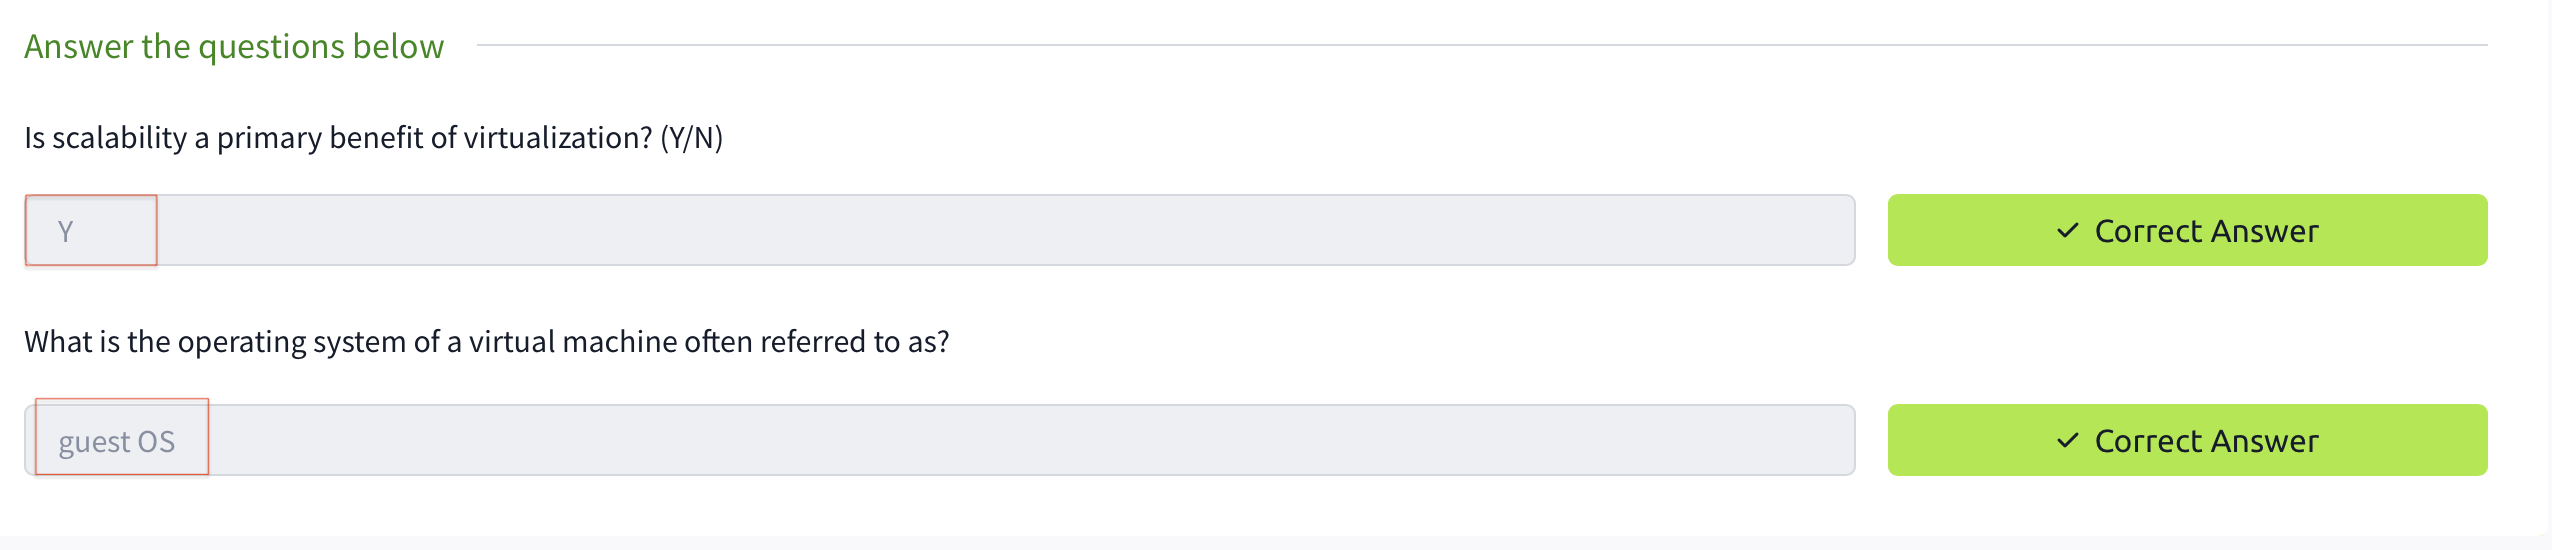 Answer the questions below
Is scalability a primary benefit of virtualization? (Y/N)
Y
✓ Correct Answer
What is the operating system of a virtual machine often referred to as?
guest OS
✓ Correct Answer